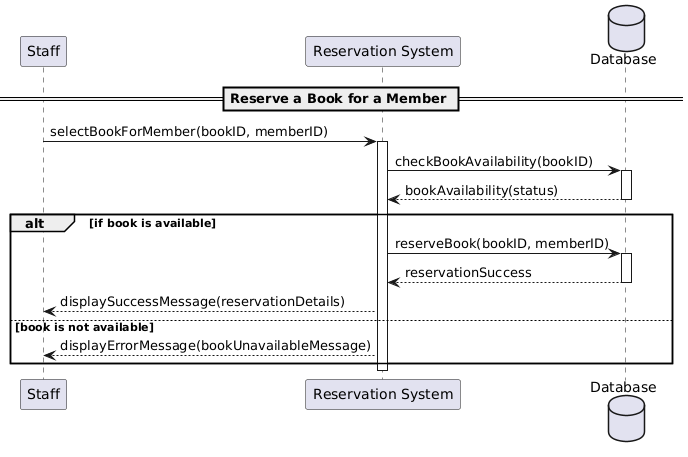 Database
Staff
Reservation System
Reserve a Book for a Member
selectBookForMember(bookID, memberID)
checkBookAvailability(bookID)
bookAvailability(status)
alt [if book is available]
reserveBook(bookID, memberID)
reservationSuccess
displaySuccessMessage(reservationDetails)
[book is not available]
displayErrorMessage(bookUnavailableMessage)
Staff
Reservation System
Database